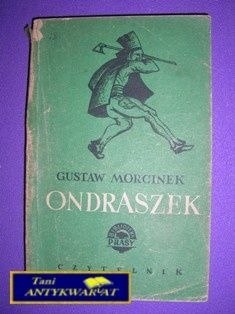 GUSTAW MORCINEK
ONDRASZEK
PRASY
CZYTELNIK
Tani
ANTYKWARIAT